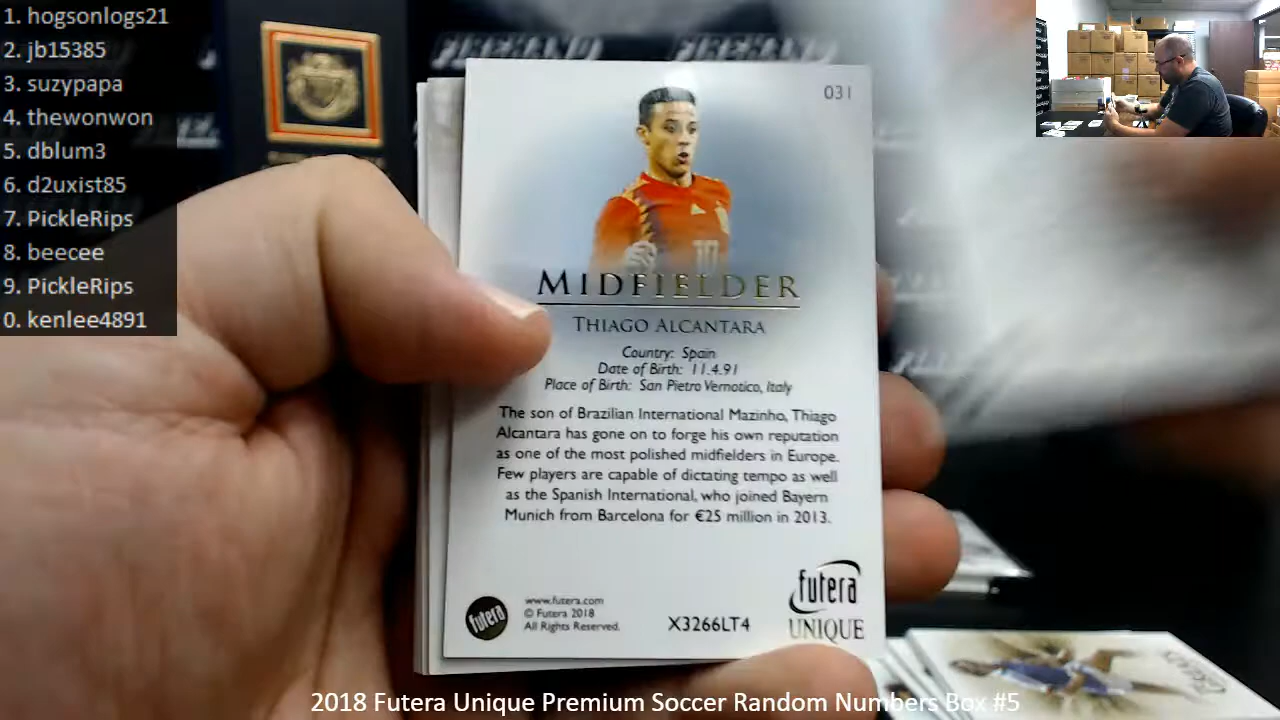 1. hogsonlogs21
2. jb15385
3. suzypapa
4. thewonwon
5. dblum3
6. d2uxist85
7. PickleRips
8. beecee
9. PickleRips
0. kenlee4891
031
MIDFIELDER
THIAGO ALCANTARA
Country: Spain
Date of Birth: 11.4.91
Place of Birth: San Pietro Vernotico, Italy
The son of Brazilian International Mazinho, Thiago
Alcantara has gone on to forge his own reputation
as one of the most polished midfielders in Europe.
Few players are capable of dictating tempo as well
as the Spanish International, who joined Bayern
Munich from Barcelona for €25 million in 2013.
futera
www.futera.com
© Futera 2018
All Rights Reserved.
X3266LT4
futera
UNIQUE
2018 Futera Unique Premium Soccer Random Numbers Box #5